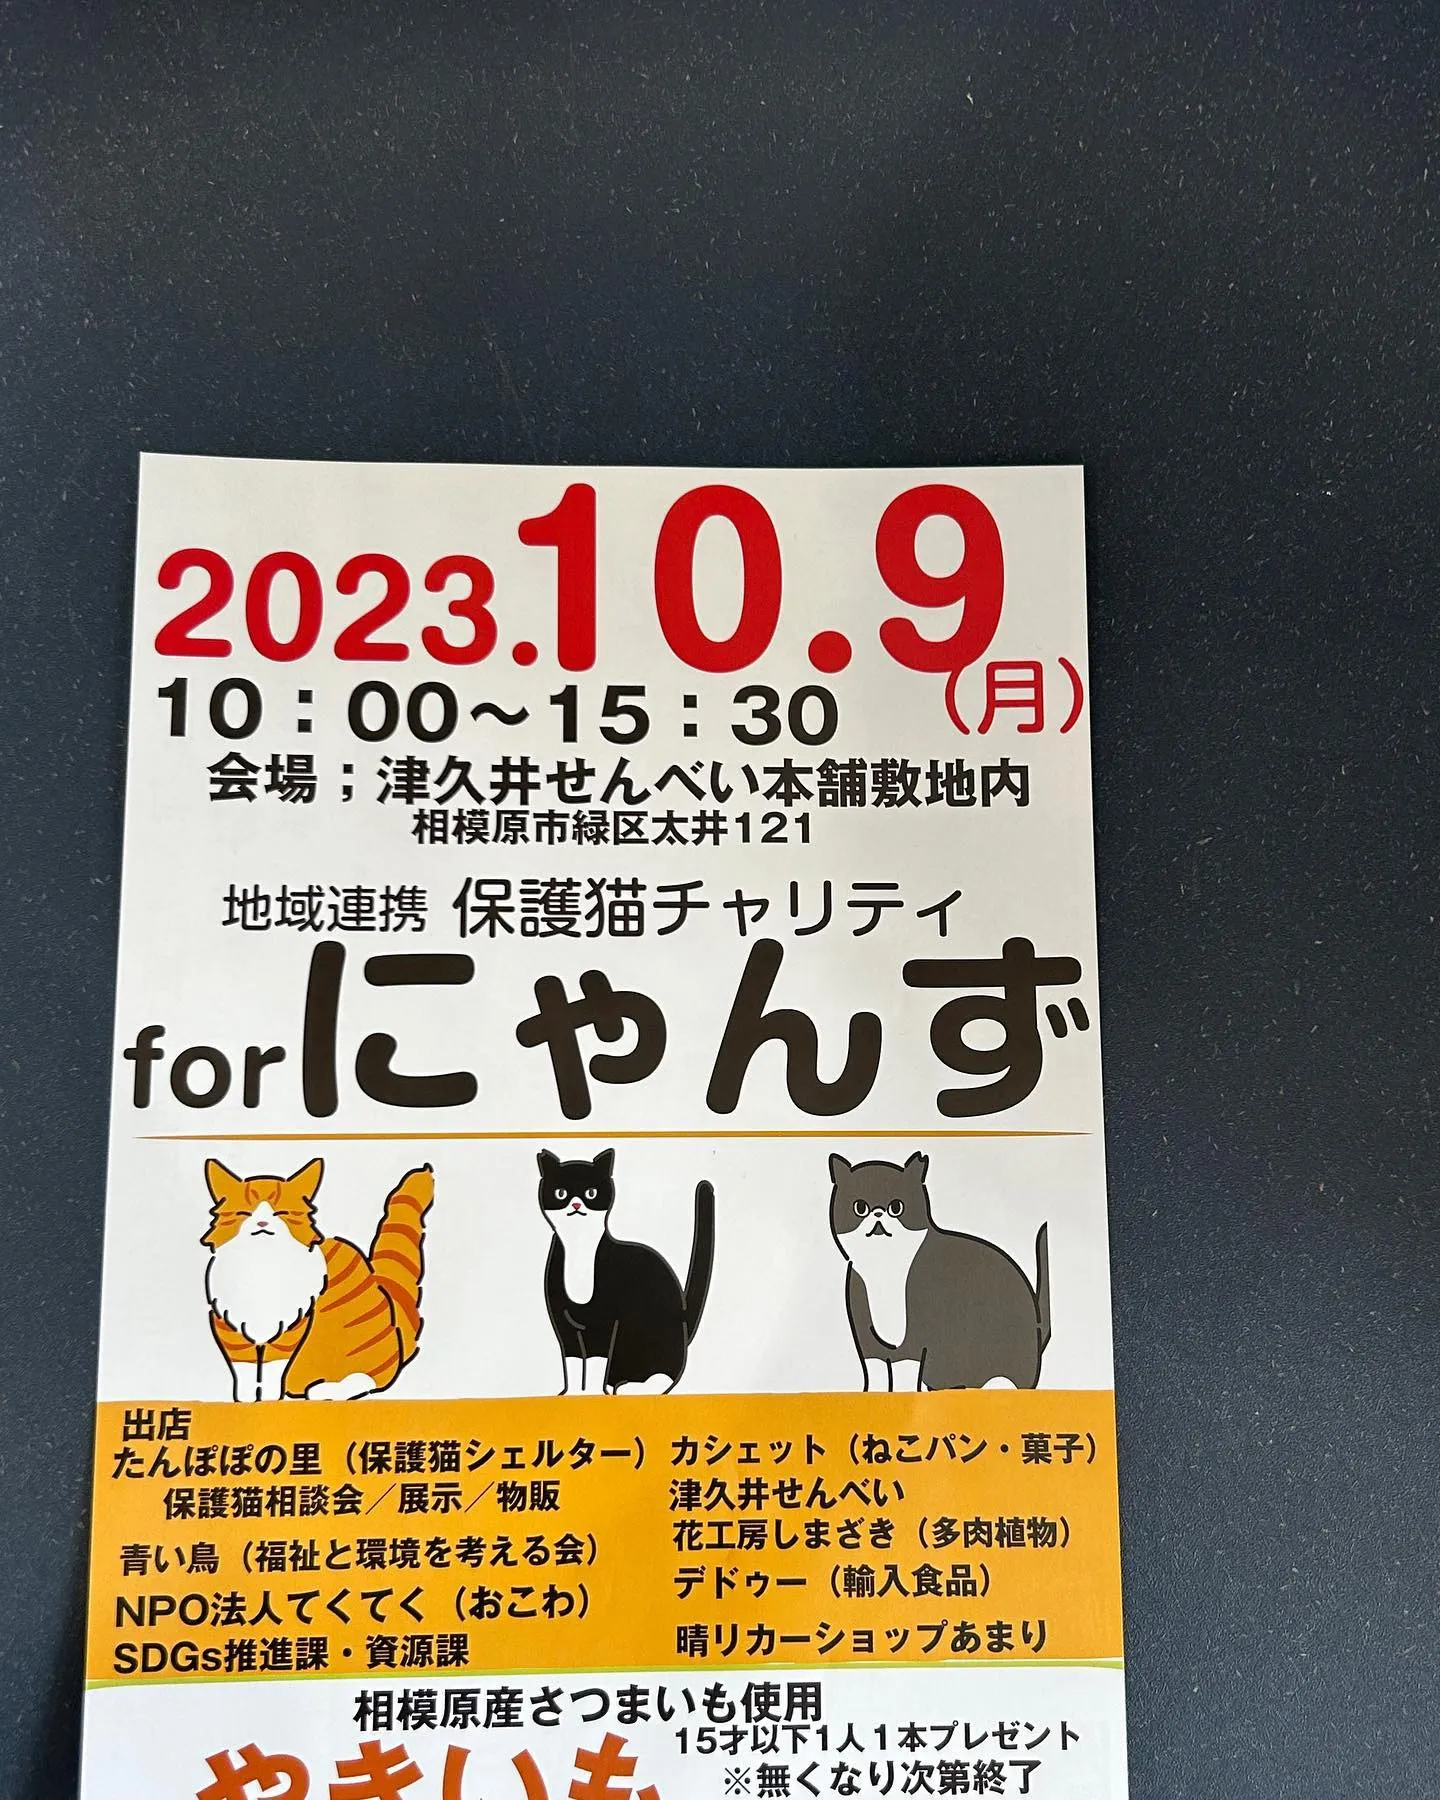 2023.10.9
（月）
10：00～15：30
会場；津久井せんべい本舗敷地内
相模原市緑区太井121
地域連携 保護猫チャリティ
forにゃんず
出店
たんぽぽの里（保護猫シェルター）
保護猫相談会／展示／物販
青い鳥（福祉と環境を考える会）
NPO法人てくてく（おこわ）
SDGs推進課・資源課
カシェット（ねこパン・菓子）
津久井せんべい
花工房しまざき（多肉植物）
デドゥー（輸入食品）
晴リカーショップあまり
相模原産さつまいも使用
やきいも
15才以下1人1本プレゼント
※無くなり次第終了